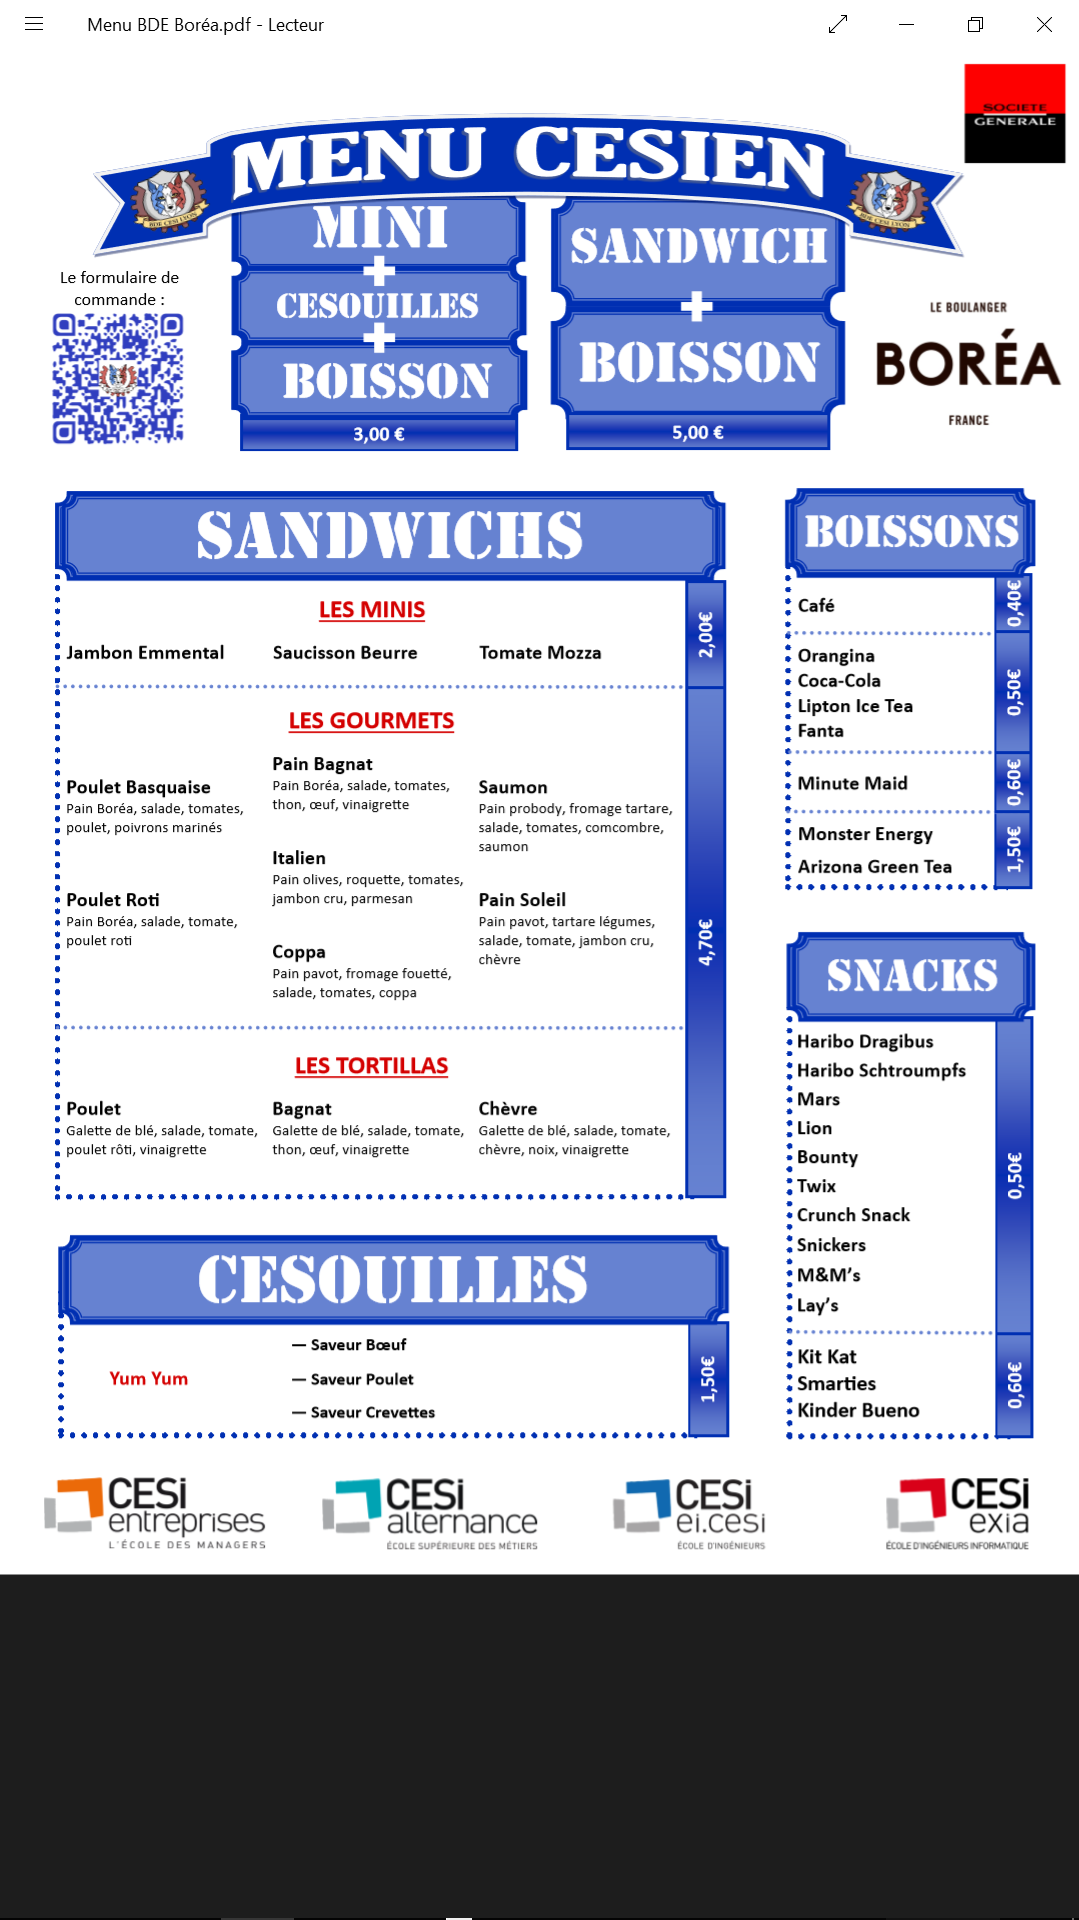 Menu BDE Boréa.pdf - Lecteur
SOCIETE
GENERALE
MENU CESIEN
BDE CESI LYON
BDE CESI LYON
Le formulaire de
commande :
MINI
+
CESOUILLES
+
BOISSON
3,00 €
SANDWICH
+
BOISSON
5,00 €
LE BOULANGER
BORÉA
FRANCE
SANDWICHS
LES MINIS
Jambon Emmental
Saucisson Beurre
Tomate Mozza
2,00€
LES GOURMETS
Poulet Basquaise
Pain Boréa, salade, tomates,
poulet, poivrons marinés
Poulet Roti
Pain Boréa, salade, tomate,
poulet roti
Pain Bagnat
Pain Boréa, salade, tomates,
thon, œuf, vinaigrette
Italien
Pain olives, roquette, tomates,
jambon cru, parmesan
Coppa
Pain pavot, fromage fouetté,
salade, tomates, coppa
Saumon
Pain probody, fromage tartare,
salade, tomates, comcombre,
saumon
Pain Soleil
Pain pavot, tartare légumes,
salade, tomate, jambon cru,
chèvre
4,70€
LES TORTILLAS
Poulet
Galette de blé, salade, tomate,
poulet rôti, vinaigrette
Bagnat
Galette de blé, salade, tomate,
thon, œuf, vinaigrette
Chèvre
Galette de blé, salade, tomate,
chèvre, noix, vinaigrette
CESOUILLES
Yum Yum
— Saveur Bœuf
— Saveur Poulet
— Saveur Crevettes
1,50€
BOISSONS
Café
0,40€
Orangina
Coca-Cola
Lipton Ice Tea
Fanta
0,50€
Minute Maid
0,60€
Monster Energy
Arizona Green Tea
1,50€
SNACKS
Haribo Dragibus
Haribo Schtroumpfs
Mars
Lion
Bounty
Twix
Crunch Snack
Snickers
M&M’s
Lay’s
0,50€
Kit Kat
Smarties
Kinder Bueno
0,60€
CESi
entreprises
L'ÉCOLE DES MANAGERS
CESi
alternance
ÉCOLE SUPÉRIEURE DES MÉTIERS
CESi
ei.cesi
ÉCOLE D'INGÉNIEURS
CESi
exia
ÉCOLE D'INGÉNIEURS INFORMATIQUE